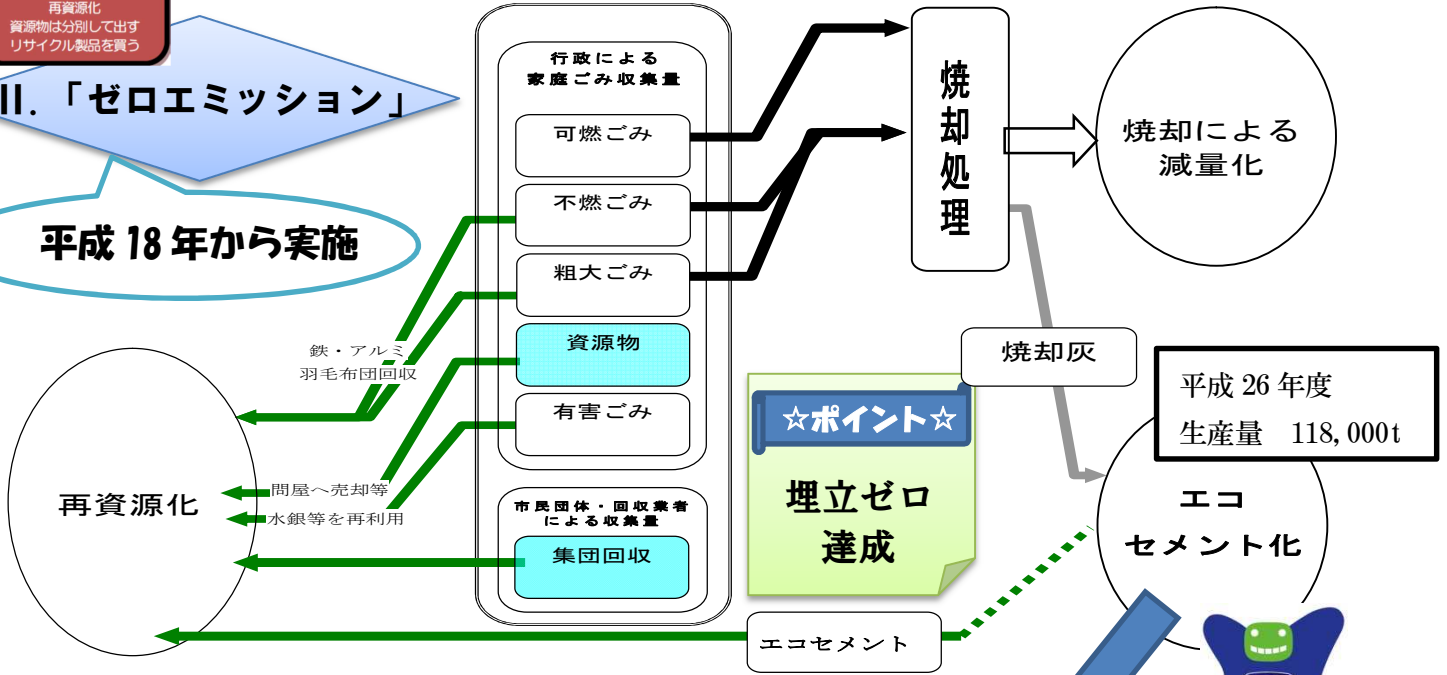 再資源化
資源物は分別して出す
リサイクル製品を買う
II. 「ゼロエミッション」
平成 18 年から実施
行政による
家庭ごみ収集量
可燃ごみ
不燃ごみ
粗大ごみ
資源物
有害ごみ
市民団体・回収業者
による収集量
集団回収
焼却処理
焼却による
減量化
焼却灰
平成 26 年度
生産量 118,000t
エコ
セメント化
☆ポイント☆
埋立ゼロ
達成
鉄・アルミ
羽毛布団回収
問屋へ売却等
水銀等を再利用
再資源化
エコセメント